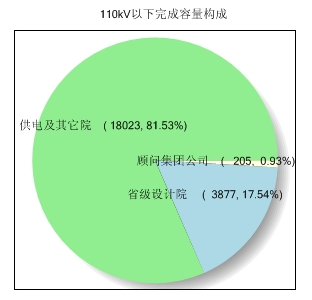 110kV以下完成容量构成
供电及其它院 (18023, 81.53%)
顾问集团公司 ( 205, 0.93%)
省级设计院 ( 3877, 17.54%)